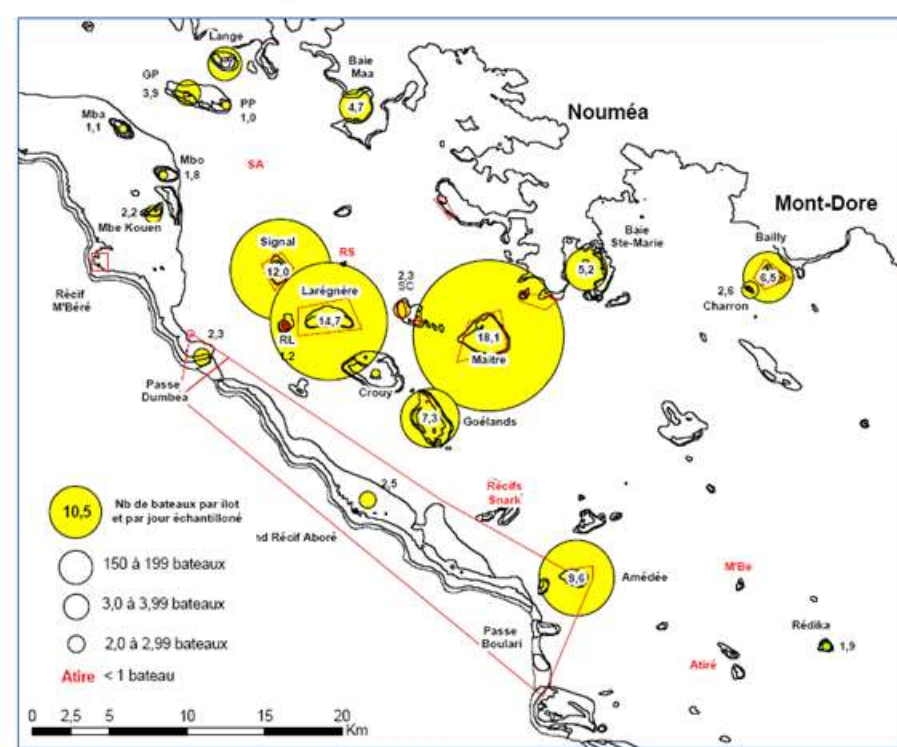 Lange
GP
3,9
PP
1,0
Baie
Maa
4,7
Nouméa
Mba
1,1
Mbo
1,8
2,2
Mbe Kouen
SA
Mont-Dore
Bailly
6,5
2,6
Charron
Signal
12,0
RS
Baie
Ste-Marie
5,2
Larégnère
14,7
2,3
SC
18,1
Maître
RL
1,2
Récif
M'Béré
2,3
Passe
Dumbea
Crouy
7,3
Goélands
2,5
Récifs
Snark
10,5
Nb de bateaux par îlot
et par jour échantilloné
nd Récif Aboré
150 à 199 bateaux
3,0 à 3,99 bateaux
2,0 à 2,99 bateaux
Atire < 1 bateau
9,6
Amédée
M'Be
Passe
Boulari
Rédika
1,9
Atiré
0 2,5 5 10 15 20
Km